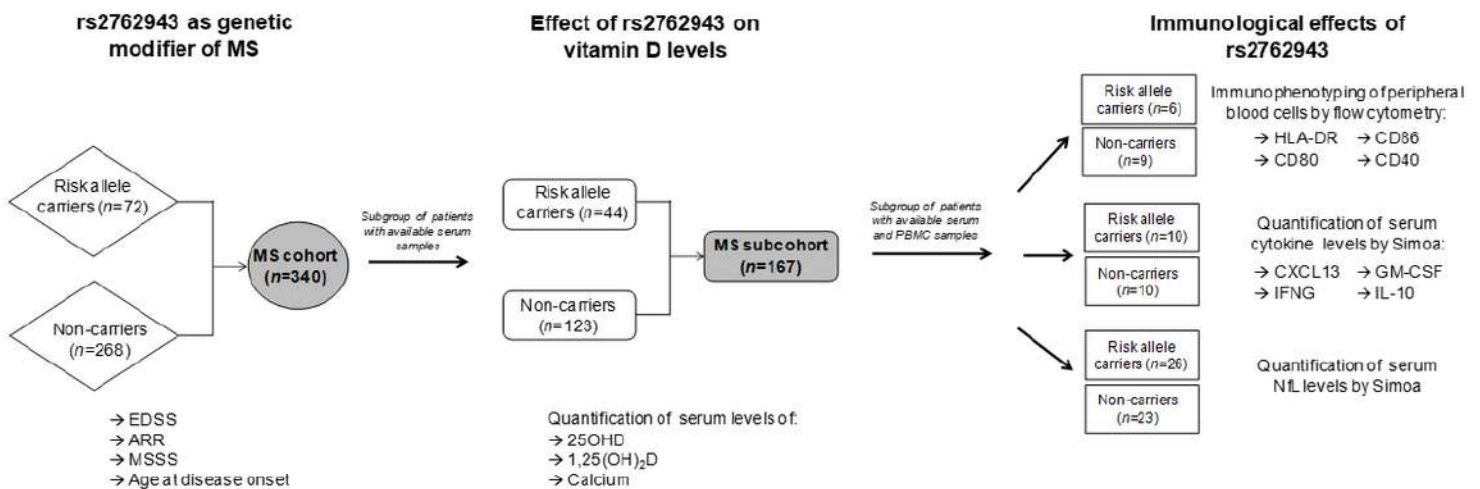 rs2762943 as genetic
modifier of MS
Risk allele
carriers (n=72)
Non-carriers
(n=268)
MS cohort
(n=340)
→ EDSS
→ ARR
→ MSSS
→ Age at disease onset
Subgroup of patients
with available serum
samples
Effect of rs2762943 on
vitamin D levels
Risk allele
carriers (n=44)
Non-carriers
(n=123)
MS subcohort
(n=167)
Quantification of serum levels of:
→ 25OHD
→ 1,25(OH)₂D
→ Calcium
Subgroup of patients
with available serum
and PBMC samples
Immunological effects of
rs2762943
Risk allele
carriers (n=6)
Non-carriers
(n=9)
Immunophenotyping of peripheral
blood cells by flow cytometry:
→ HLA-DR → CD86
→ CD80 → CD40
Risk allele
carriers (n=10)
Non-carriers
(n=10)
Quantification of serum
cytokine levels by Simoa:
→ CXCL13 → GM-CSF
→ IFNG → IL-10
Risk allele
carriers (n=26)
Non-carriers
(n=23)
Quantification of serum
NfL levels by Simoa